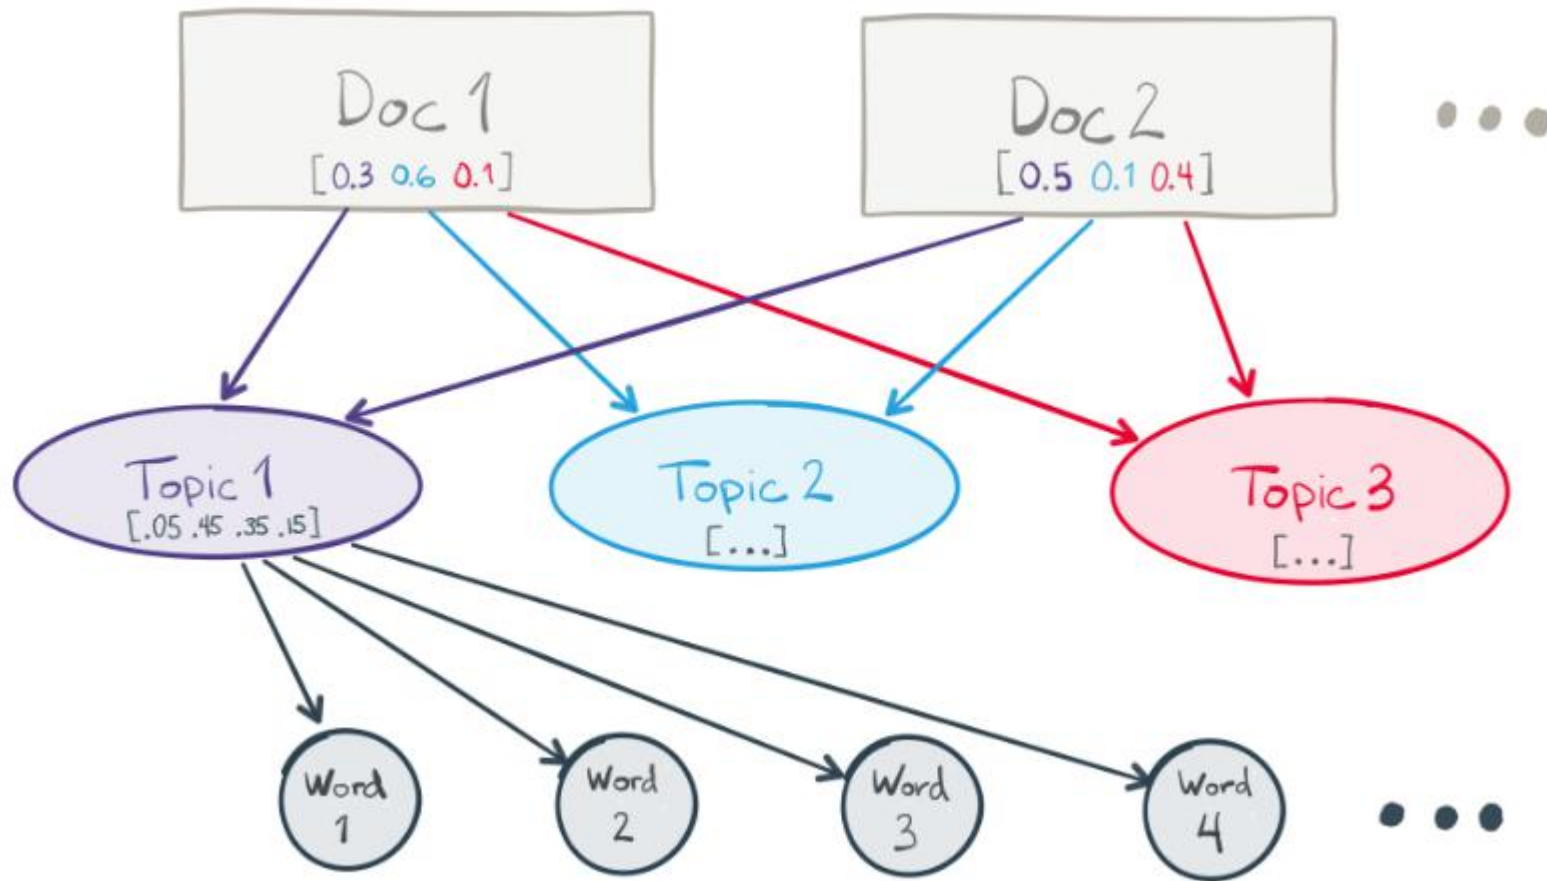 Doc 1
[0.3 0.6 0.1]
Doc 2
[0.5 0.1 0.4]
Topic 1
[.05 .45 .35 .15]
Topic 2
[...]
Topic 3
[...]
Word
1
Word
2
Word
3
Word
4